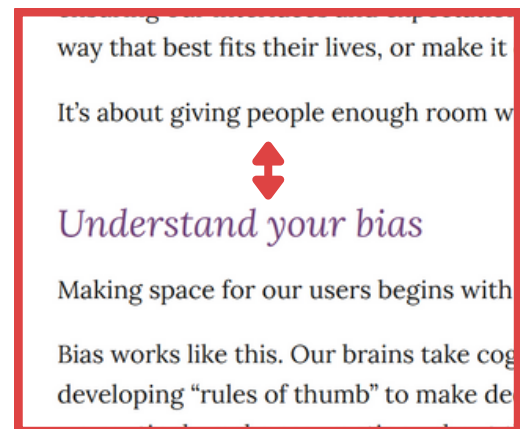 way that best fits their lives, or make it
It’s about giving people enough room w
Understand your bias
Making space for our users begins with
Bias works like this. Our brains take cog
developing “rules of thumb” to make de